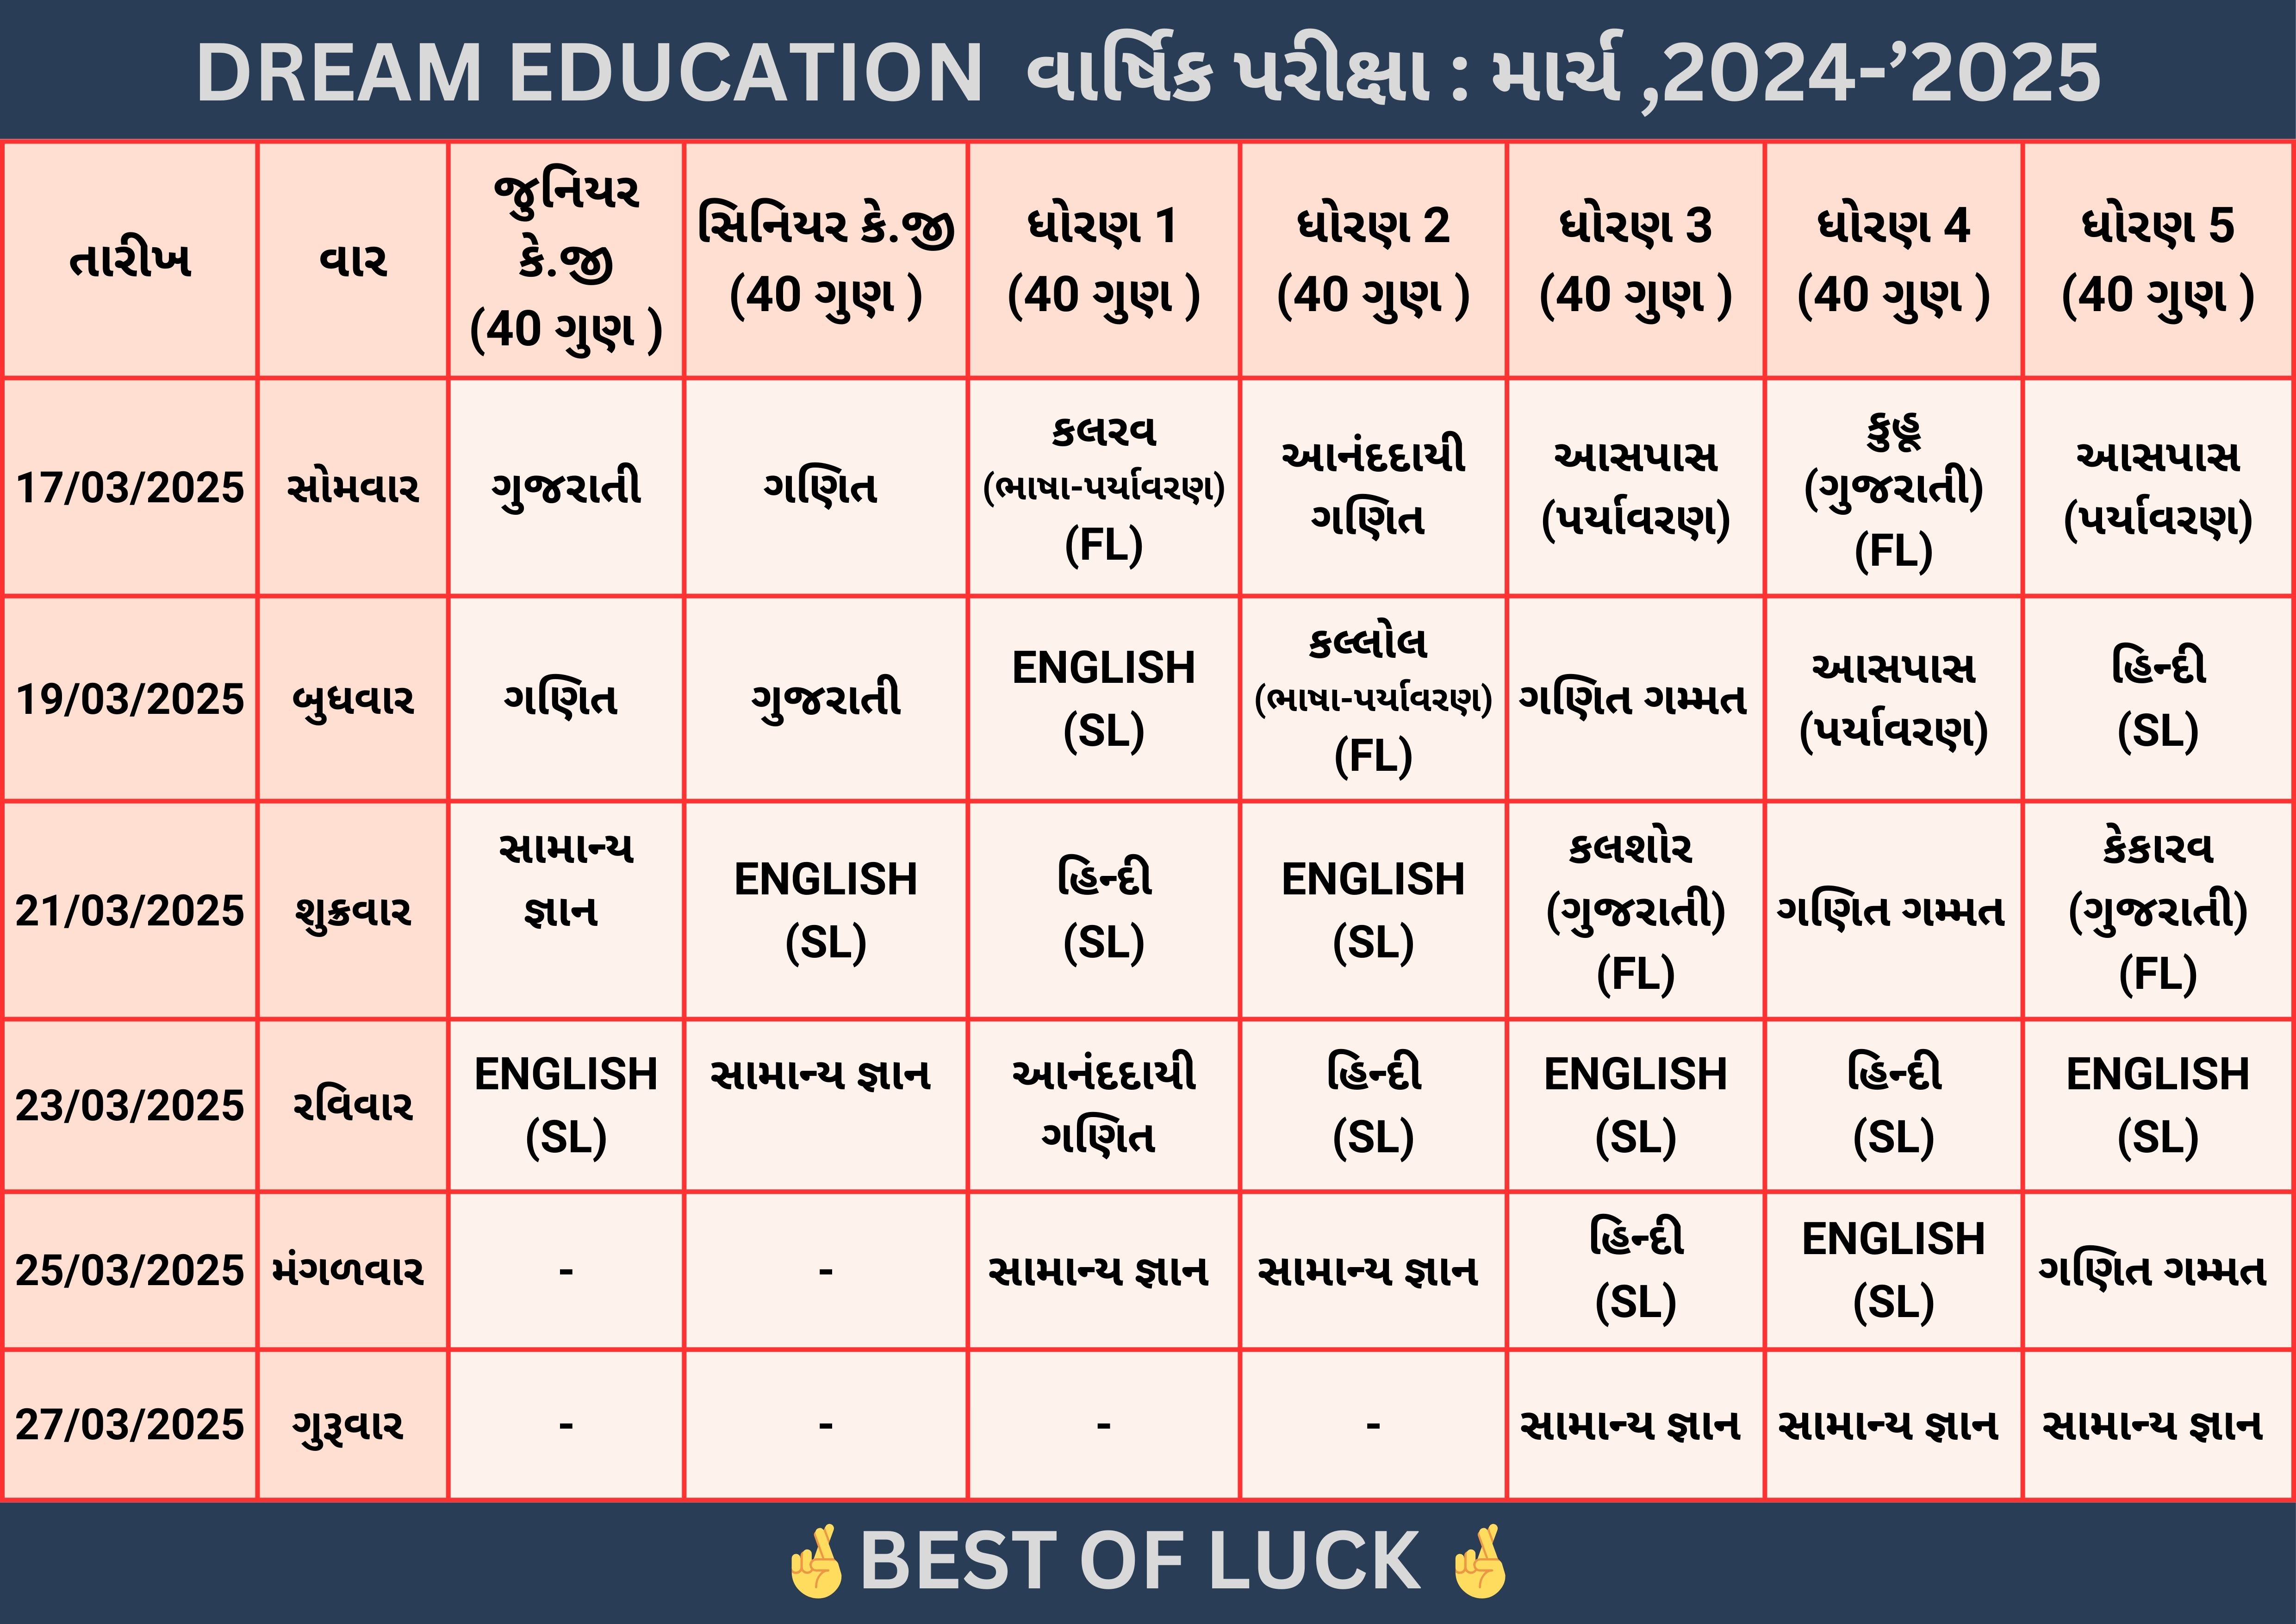 DREAM EDUCATION વાર્ષિક પરીક્ષા : માર્ચ ,2024-’2025
તારીખ
વાર
જુનિયર
કે.જી
(40 ગુણ )
સિનિયર કે.જી
(40 ગુણ )
ધોરણ 1
(40 ગુણ )
ધોરણ 2
(40 ગુણ )
ધોરણ 3
(40 ગુણ )
ધોરણ 4
(40 ગુણ )
ધોરણ 5
(40 ગુણ )
17/03/2025
સોમવાર
ગુજરાતી
ગણિત
કલરવ
(ભાષા-પર્યાવરણ)
(FL)
આનંદદાયી
ગણિત
આસપાસ
(પર્યાવરણ)
કુહૂ
(ગુજરાતી)
(FL)
આસપાસ
(પર્યાવરણ)
19/03/2025
બુધવાર
ગણિત
ગુજરાતી
ENGLISH
(SL)
કલ્લોલ
(ભાષા-પર્યાવરણ)
(FL)
ગણિત ગમ્મત
આસપાસ
(પર્યાવરણ)
હિન્દી
(SL)
21/03/2025
શુક્રવાર
સામાન્ય
જ્ઞાન
ENGLISH
(SL)
હિન્દી
(SL)
ENGLISH
(SL)
કલશોર
(ગુજરાતી)
(FL)
ગણિત ગમ્મત
કેકારવ
(ગુજરાતી)
(FL)
23/03/2025
રવિવાર
ENGLISH
(SL)
સામાન્ય જ્ઞાન
આનંદદાયી
ગણિત
હિન્દી
(SL)
ENGLISH
(SL)
હિન્દી
(SL)
ENGLISH
(SL)
25/03/2025
મંગળવાર
-
-
સામાન્ય જ્ઞાન
સામાન્ય જ્ઞાન
હિન્દી
(SL)
ENGLISH
(SL)
ગણિત ગમ્મત
27/03/2025
ગુરૂવાર
-
-
-
-
સામાન્ય જ્ઞાન
સામાન્ય જ્ઞાન
સામાન્ય જ્ઞાન
🤞BEST OF LUCK 🤞